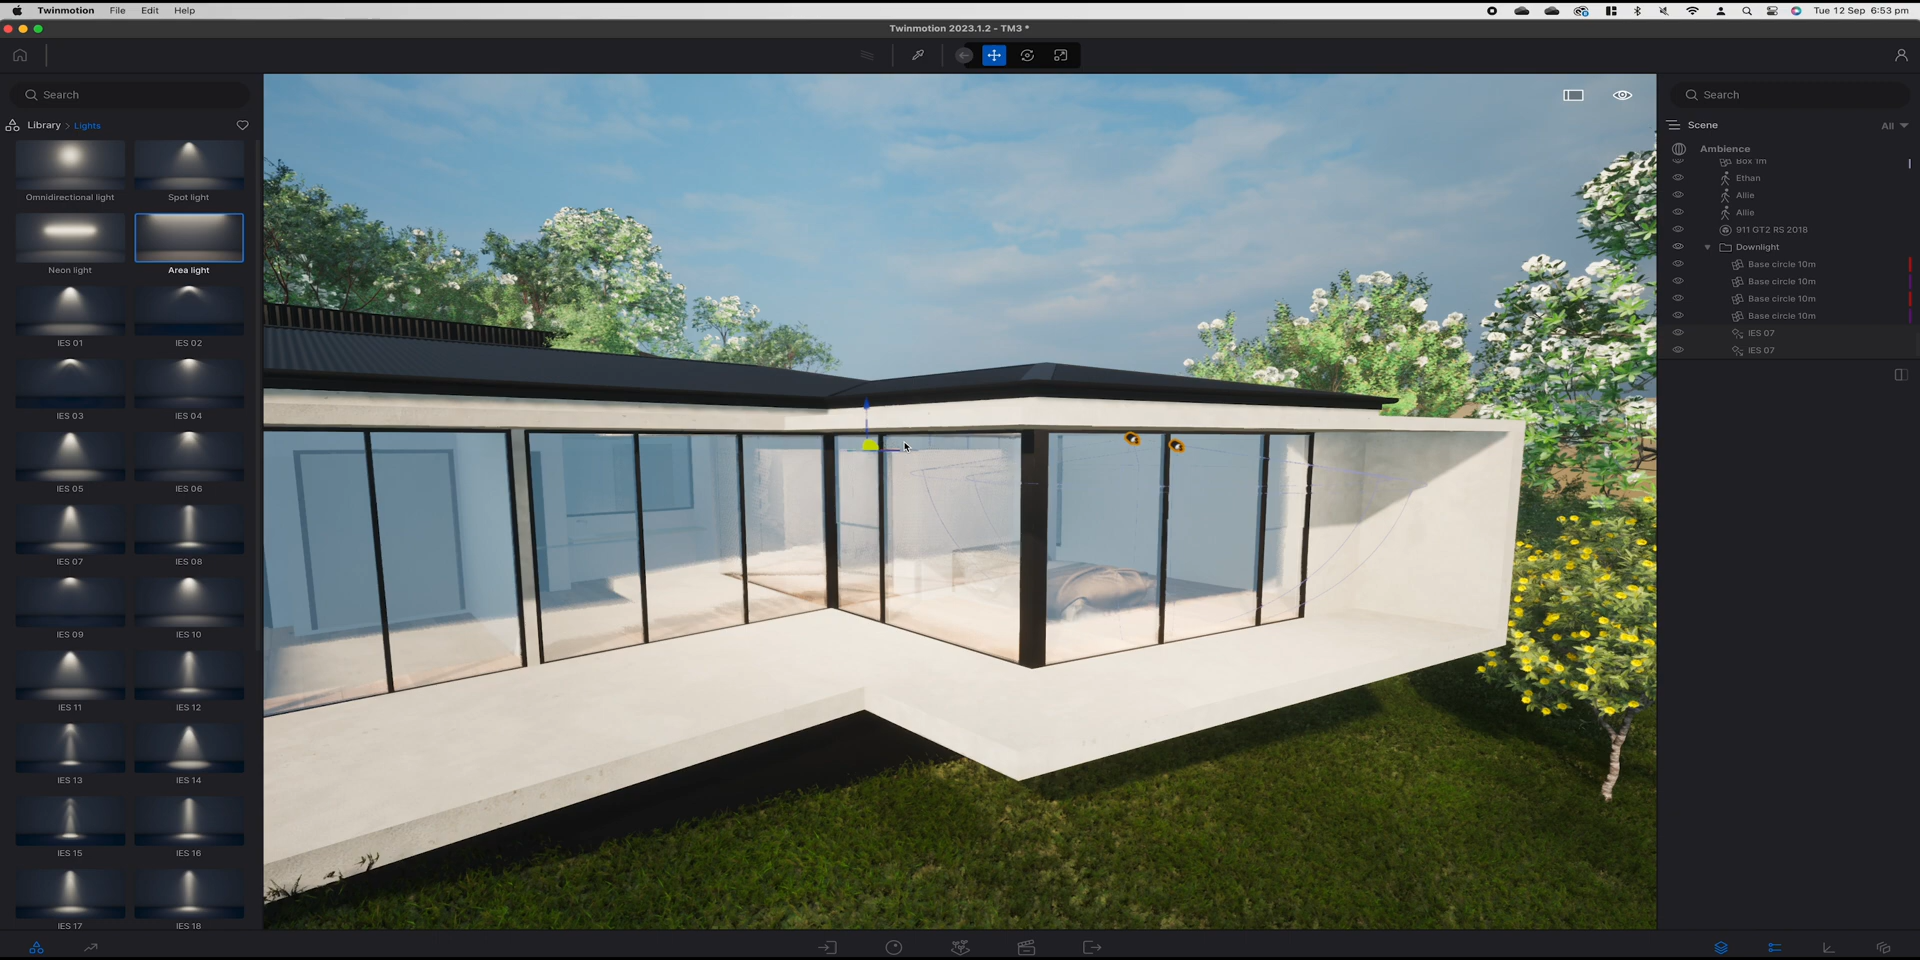 Twinmotion File Edit Help Tue 12 Sep 6:53 pm
Twinmotion 2023.1.2 - TM3 *
Search
Library > Lights
Omnidirectional light Spot light
Neon light Area light
IES 01 IES 02
IES 03 IES 04
IES 05 IES 06
IES 07 IES 08
IES 09 IES 10
IES 11 IES 12
IES 13 IES 14
IES 15 IES 16
IES 17 IES 18
Search
Scene All
Ambience
Box 1m
Ethan
Allie
Allie
911 GT2 RS 2018
Downlight
Base circle 10m
Base circle 10m
Base circle 10m
Base circle 10m
IES 07
IES 07